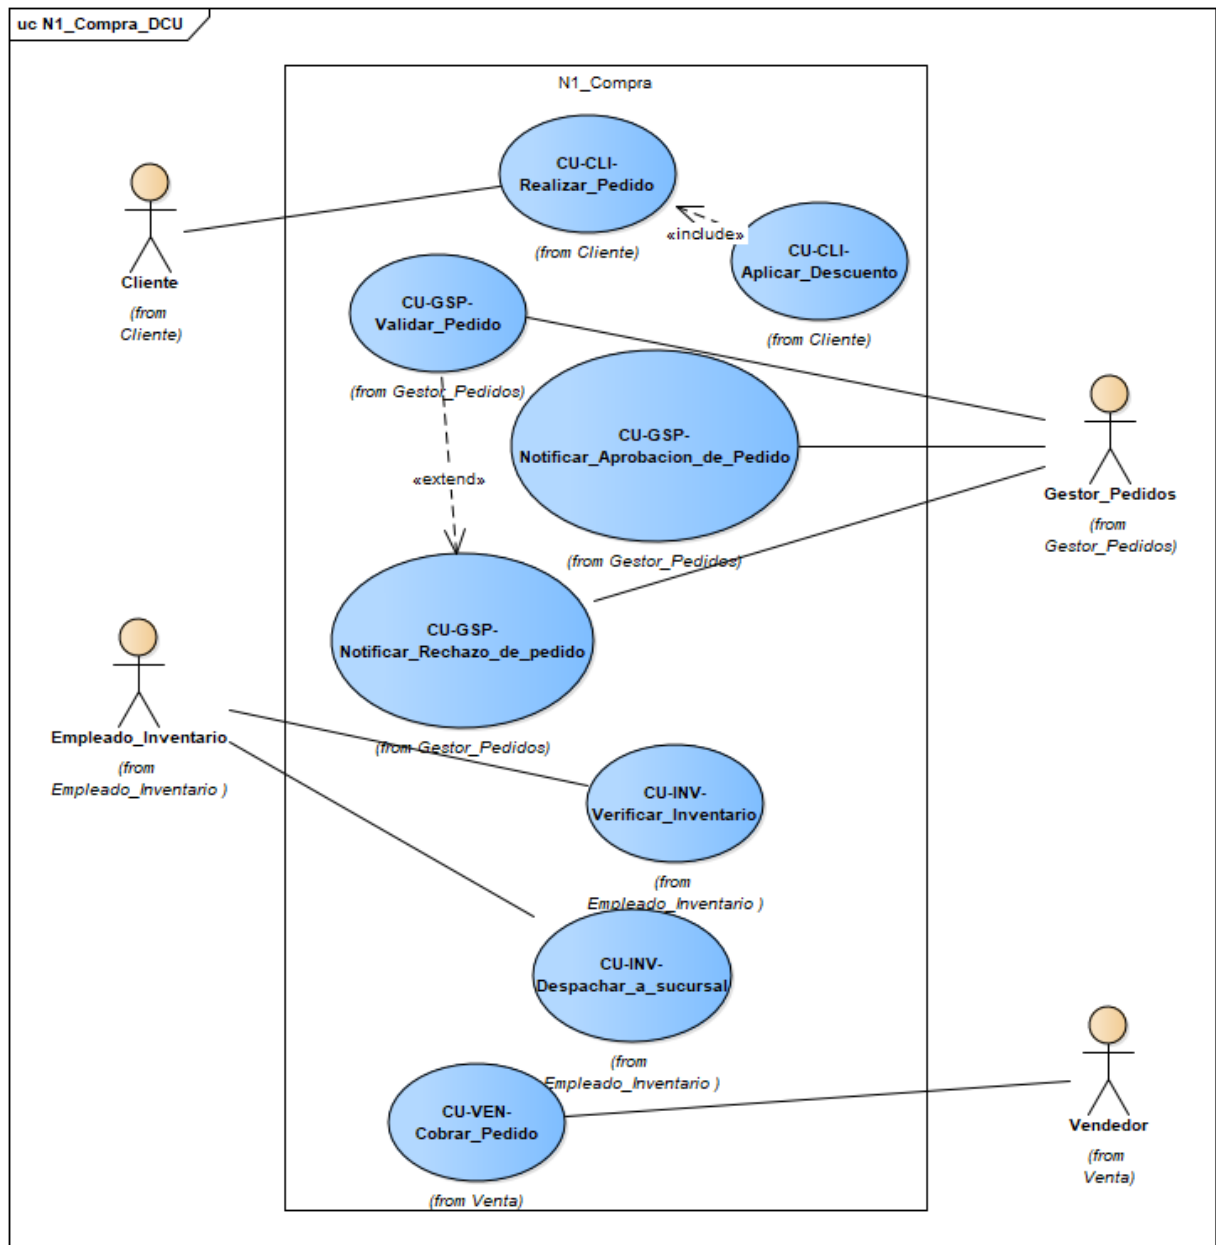 uc N1_Compra_DCU
N1_Compra
CU-CLI-
Realizar_Pedido
(from Cliente)
«include»
CU-CLI-
Aplicar_Descuento
(from Cliente)
Cliente
(from
Cliente)
CU-GSP-
Validar_Pedido
(from Gestor_Pedidos)
«extend»
CU-GSP-
Notificar_Aprobacion_de_Pedido
(from Gestor_Pedidos)
Gestor_Pedidos
(from
Gestor_Pedidos)
CU-GSP-
Notificar_Rechazo_de_pedido
(from Gestor_Pedidos)
Empleado_Inventario
(from
Empleado_Inventario )
CU-INV-
Verificar_Inventario
(from
Empleado_Inventario )
CU-INV-
Despachar_a_sucursal
(from
Empleado_Inventario )
CU-VEN-
Cobrar_Pedido
(from Venta)
Vendedor
(from
Venta)